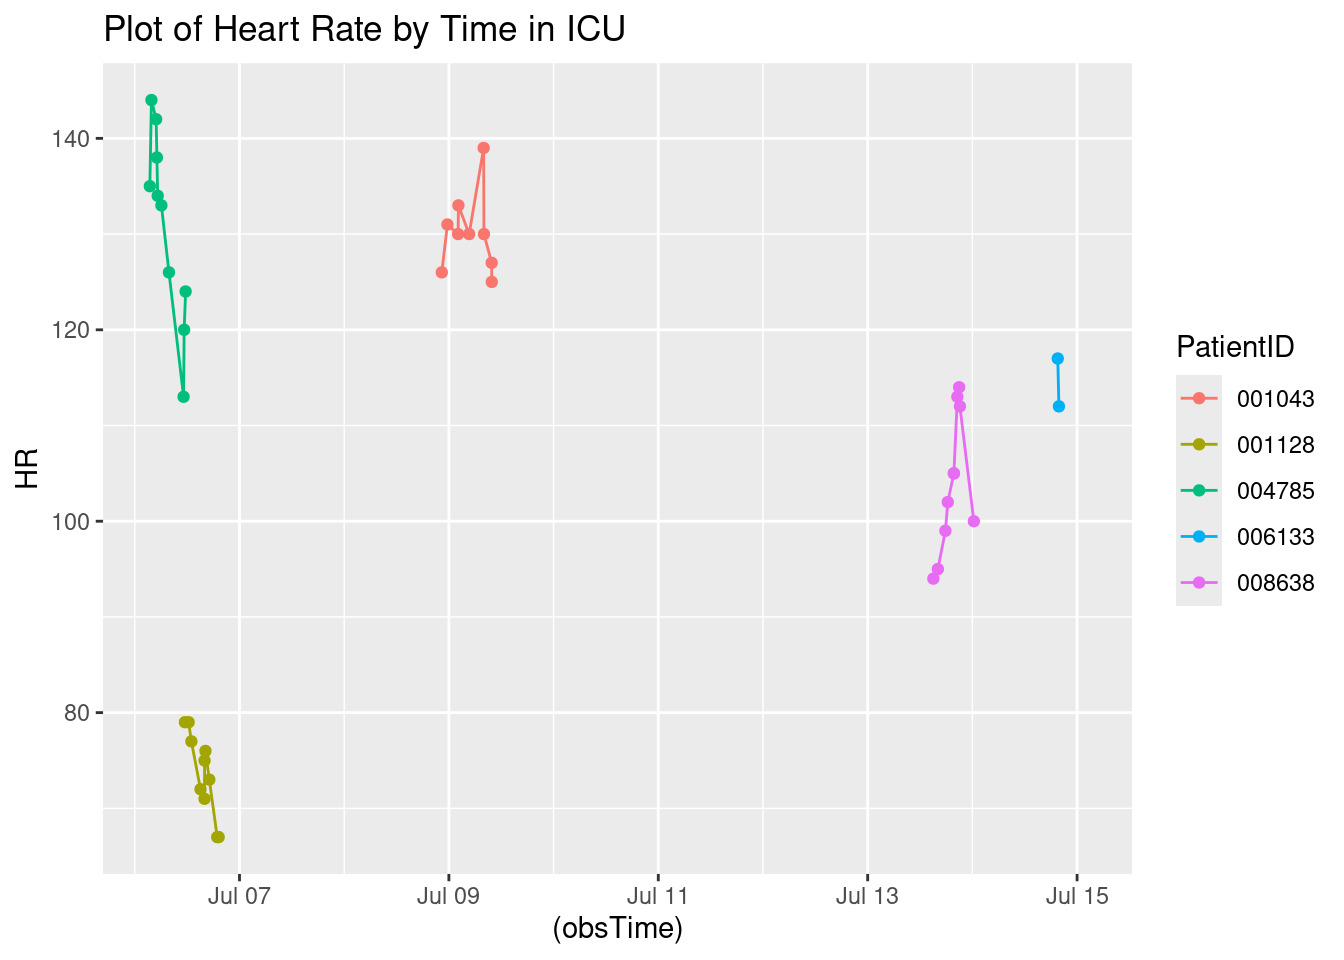 Plot of Heart Rate by Time in ICU
140
120
100
80
HR
Jul 07
Jul 09
Jul 11
Jul 13
Jul 15
(obsTime)
PatientID
001043
001128
004785
006133
008638